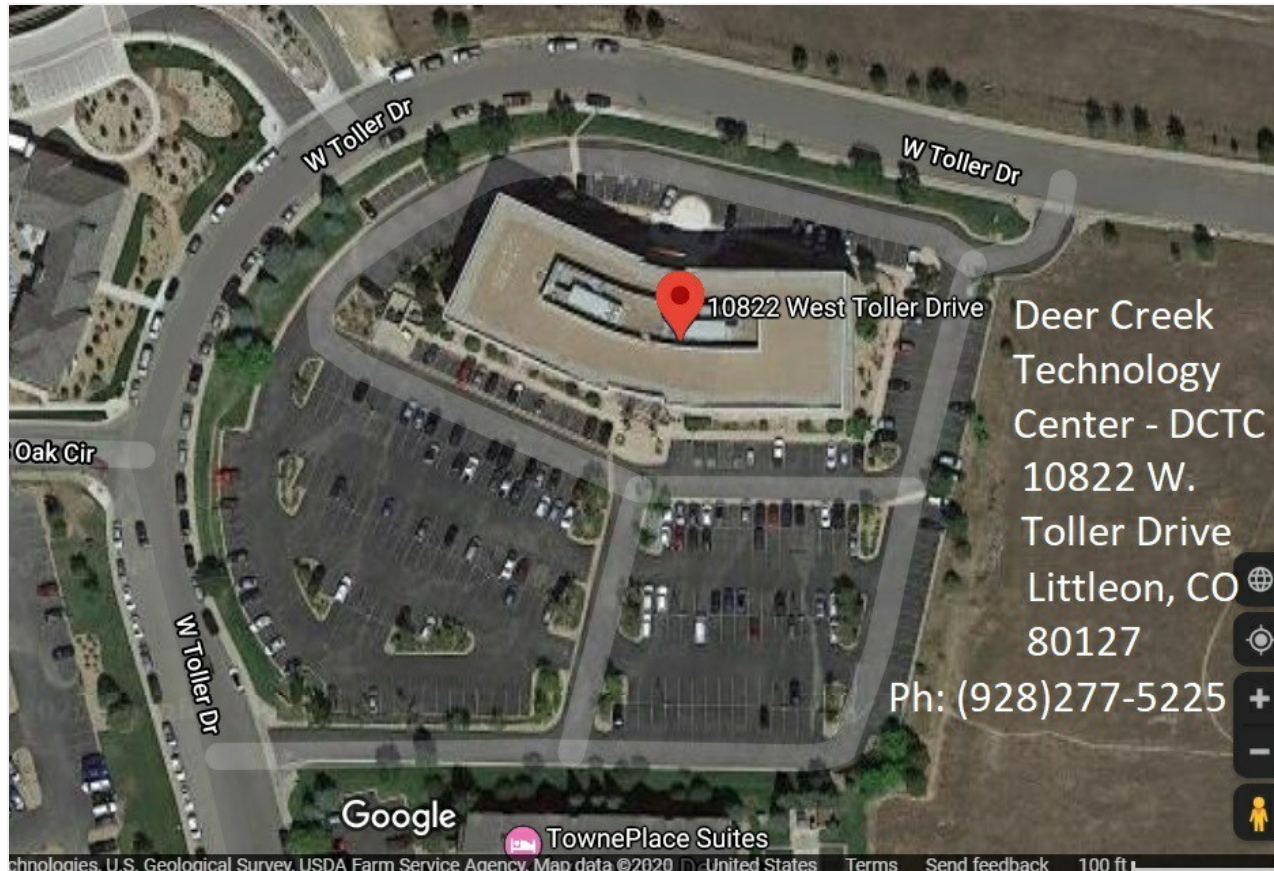 W Toller Dr
W Toller Dr
10822 West Toller Drive
Deer Creek
Technology
Center - DCTC
10822 W.
Toller Drive
Littleon, CO
80127
Ph: (928)277-5225
Oak Cir
W Toller Dr
Google
TownePlace Suites
chnologies, U.S. Geological Survey, USDA Farm Service Agency, Map data ©2020 United States Terms Send feedback 100 ft